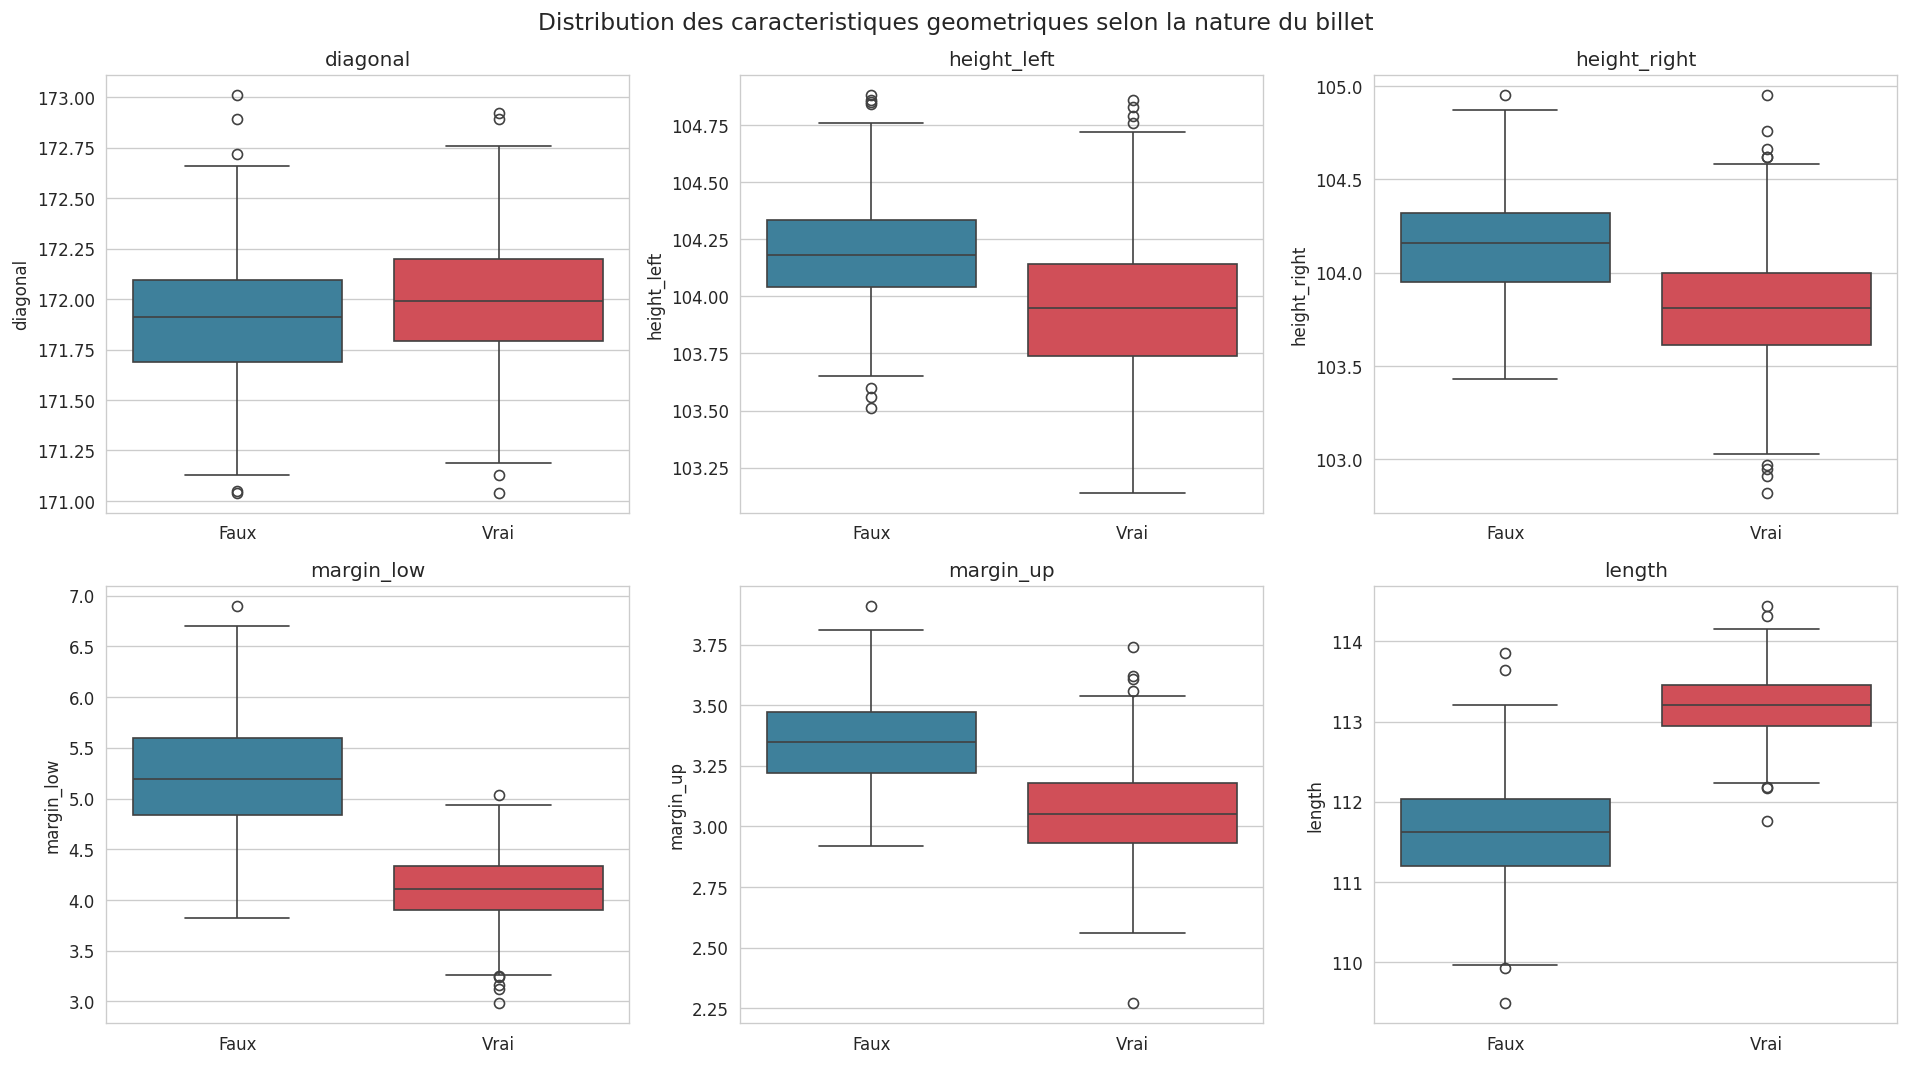 Distribution des caracteristiques geometriques selon la nature du billet
diagonal
173.00
172.75
172.50
172.25
172.00
171.75
171.50
171.25
171.00
diagonal
Faux Vrai
height_left
104.75
104.50
104.25
104.00
103.75
103.50
103.25
height_left
Faux Vrai
height_right
105.0
104.5
104.0
103.5
103.0
height_right
Faux Vrai
margin_low
7.0
6.5
6.0
5.5
5.0
4.5
4.0
3.5
3.0
margin_low
Faux Vrai
margin_up
3.75
3.50
3.25
3.00
2.75
2.50
2.25
margin_up
Faux Vrai
length
114
113
112
111
110
length
Faux Vrai